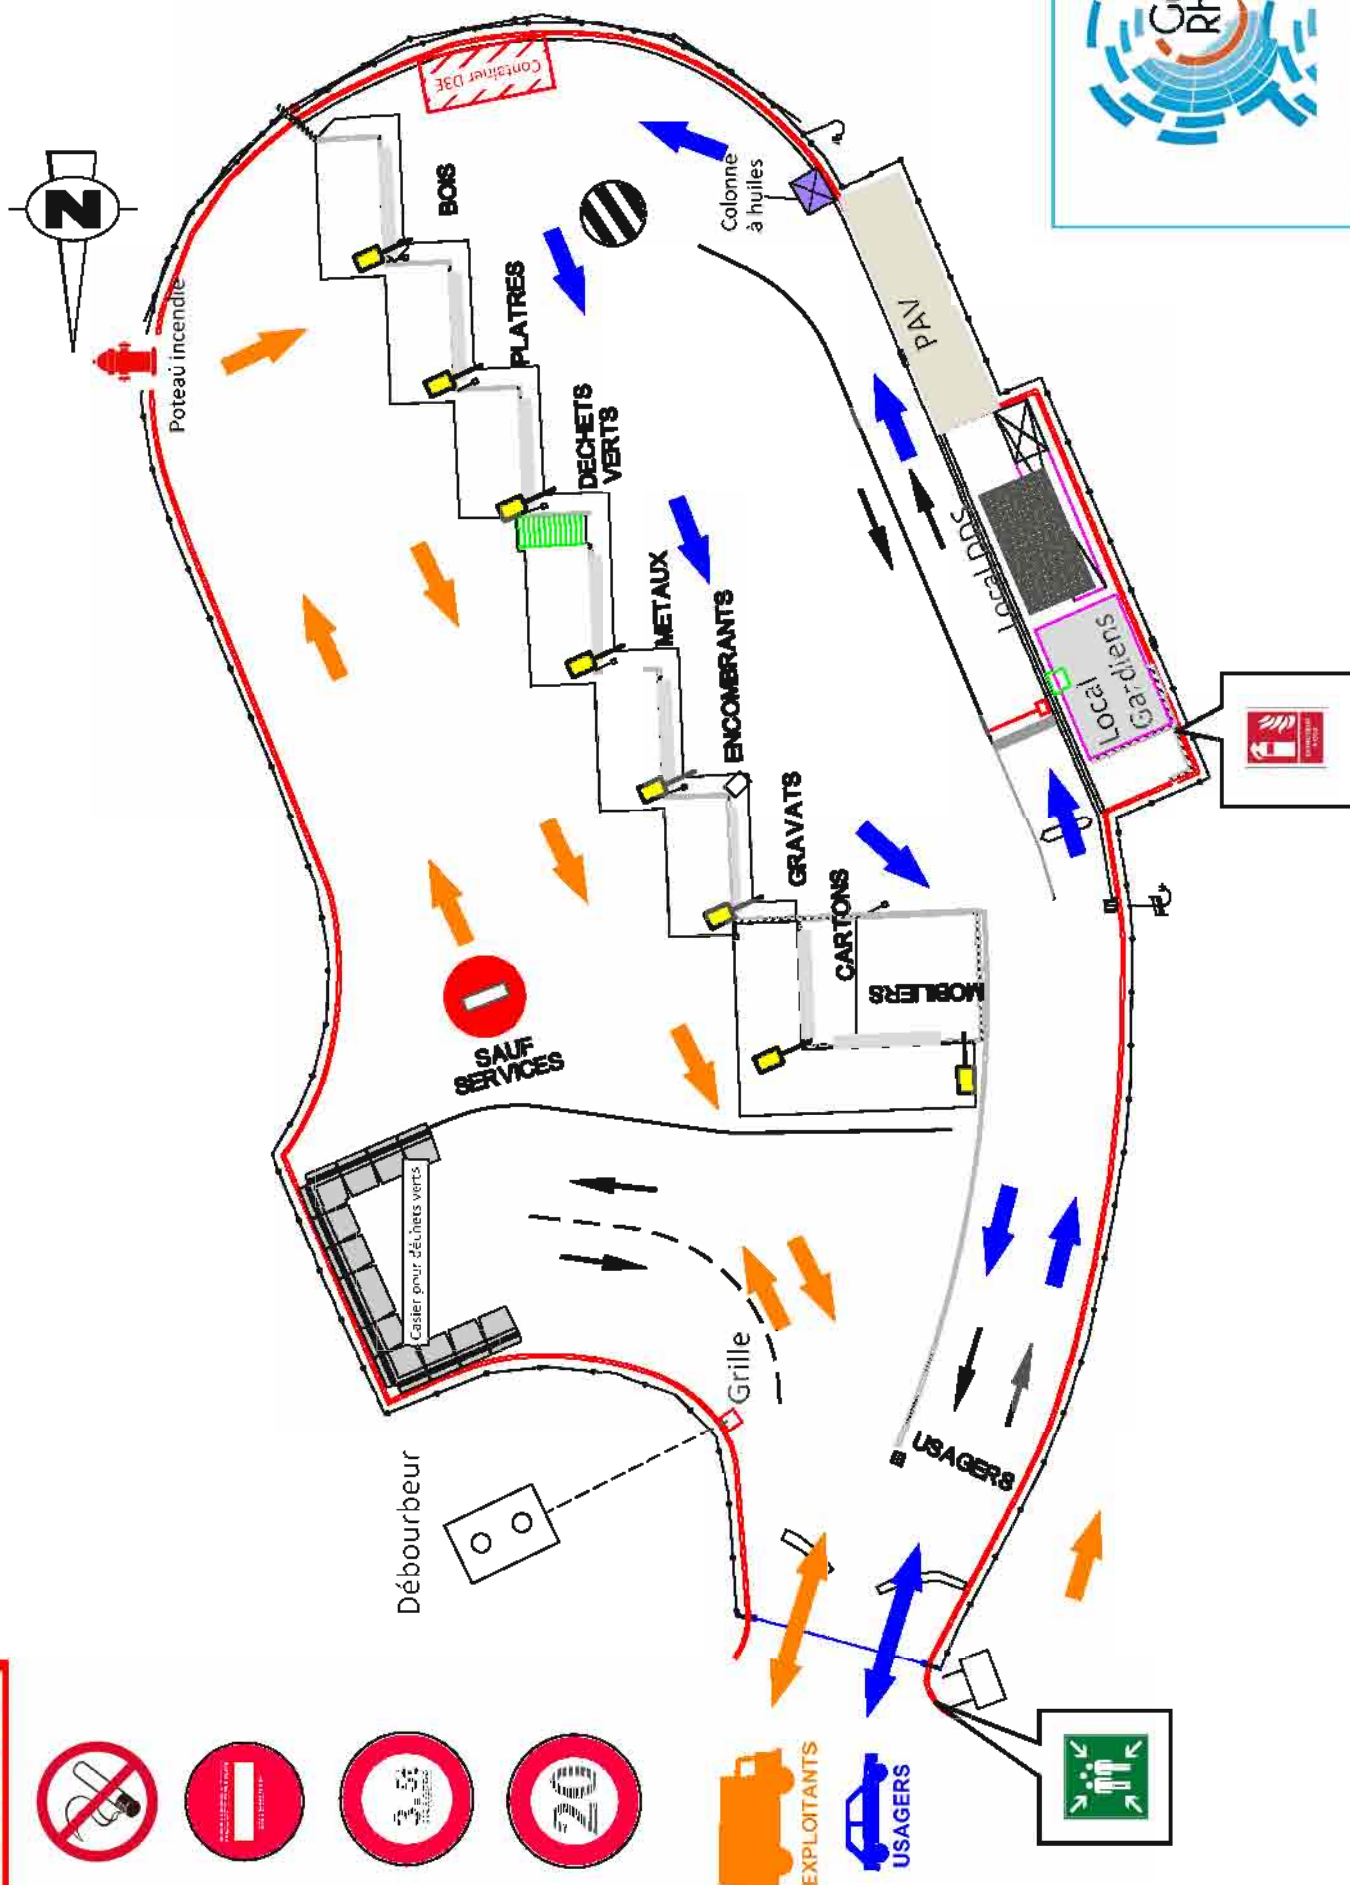 N
Poteau incendie
Container D3E
BOIS
PLATRES
DECHETS
VERTS
METAUX
ENCOMBRANTS
GRAVATS
CARTONS
MOBILIERS
Colonne
à huiles
PAV
Local DDS
Local
Gardiens
SAUF
SERVICES
Casier pour déchets verts
Grille
Débourbeur
USAGERS
3.5
20
EXPLOITANTS
USAGERS